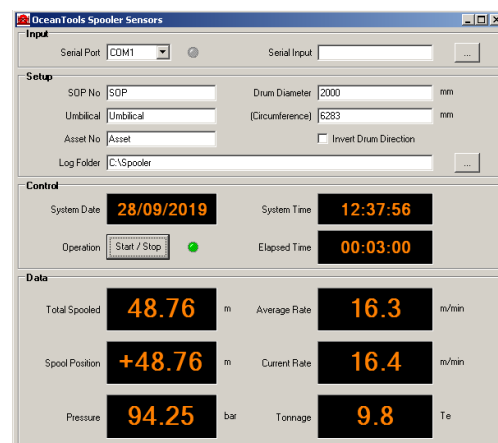 OceanTools Spooler Sensors
Input
Serial Port COM1 Serial Input ...
Setup
SOP No SOP Drum Diameter 2000 mm
Umbilical Umbilical (Circumference) 6283 mm
Asset No Asset Invert Drum Direction
Log Folder C:\Spooler ...
Control
System Date 28/09/2019 System Time 12:37:56
Operation Start / Stop Elapsed Time 00:03:00
Data
Total Spooled 48.76 m Average Rate 16.3 m/min
Spool Position +48.76 m Current Rate 16.4 m/min
Pressure 94.25 bar Tonnage 9.8 Te